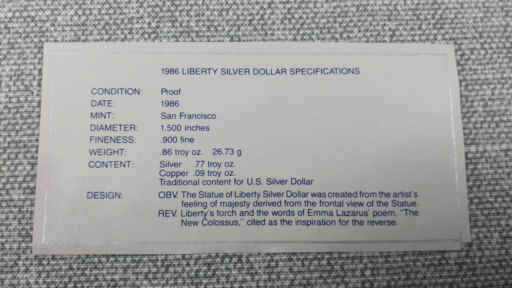 1986 LIBERTY SILVER DOLLAR SPECIFICATIONS
CONDITION: Proof
DATE: 1986
MINT: San Francisco
DIAMETER: 1.500 inches
FINENESS: .900 fine
WEIGHT: .86 troy oz. 26.73 g
CONTENT: Silver .77 troy oz.
Copper .09 troy oz.
Traditional content for U.S. Silver Dollar
DESIGN: OBV. The Statue of Liberty Silver Dollar was created from the artist's
feeling of majesty derived from the frontal view of the Statue.
REV. Liberty's torch and the words of Emma Lazarus' poem, "The
New Colossus," cited as the inspiration for the reverse.